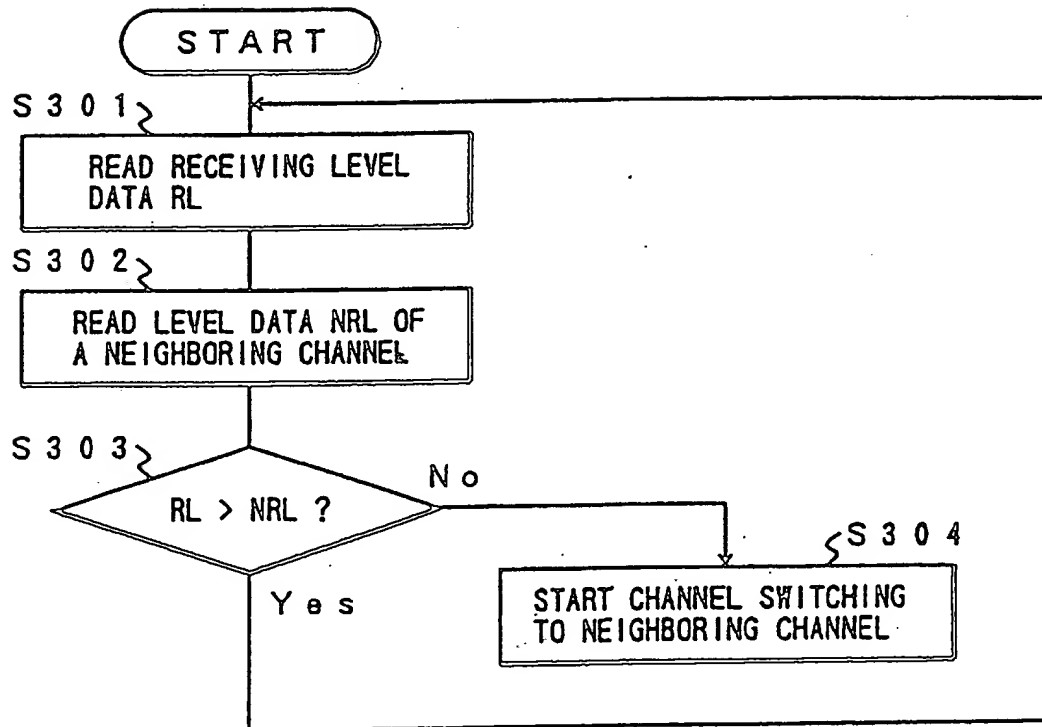 START
S301
READ RECEIVING LEVEL
DATA RL
S302
READ LEVEL DATA NRL OF
A NEIGHBORING CHANNEL
S303
RL > NRL ?
No
Yes
S304
START CHANNEL SWITCHING
TO NEIGHBORING CHANNEL